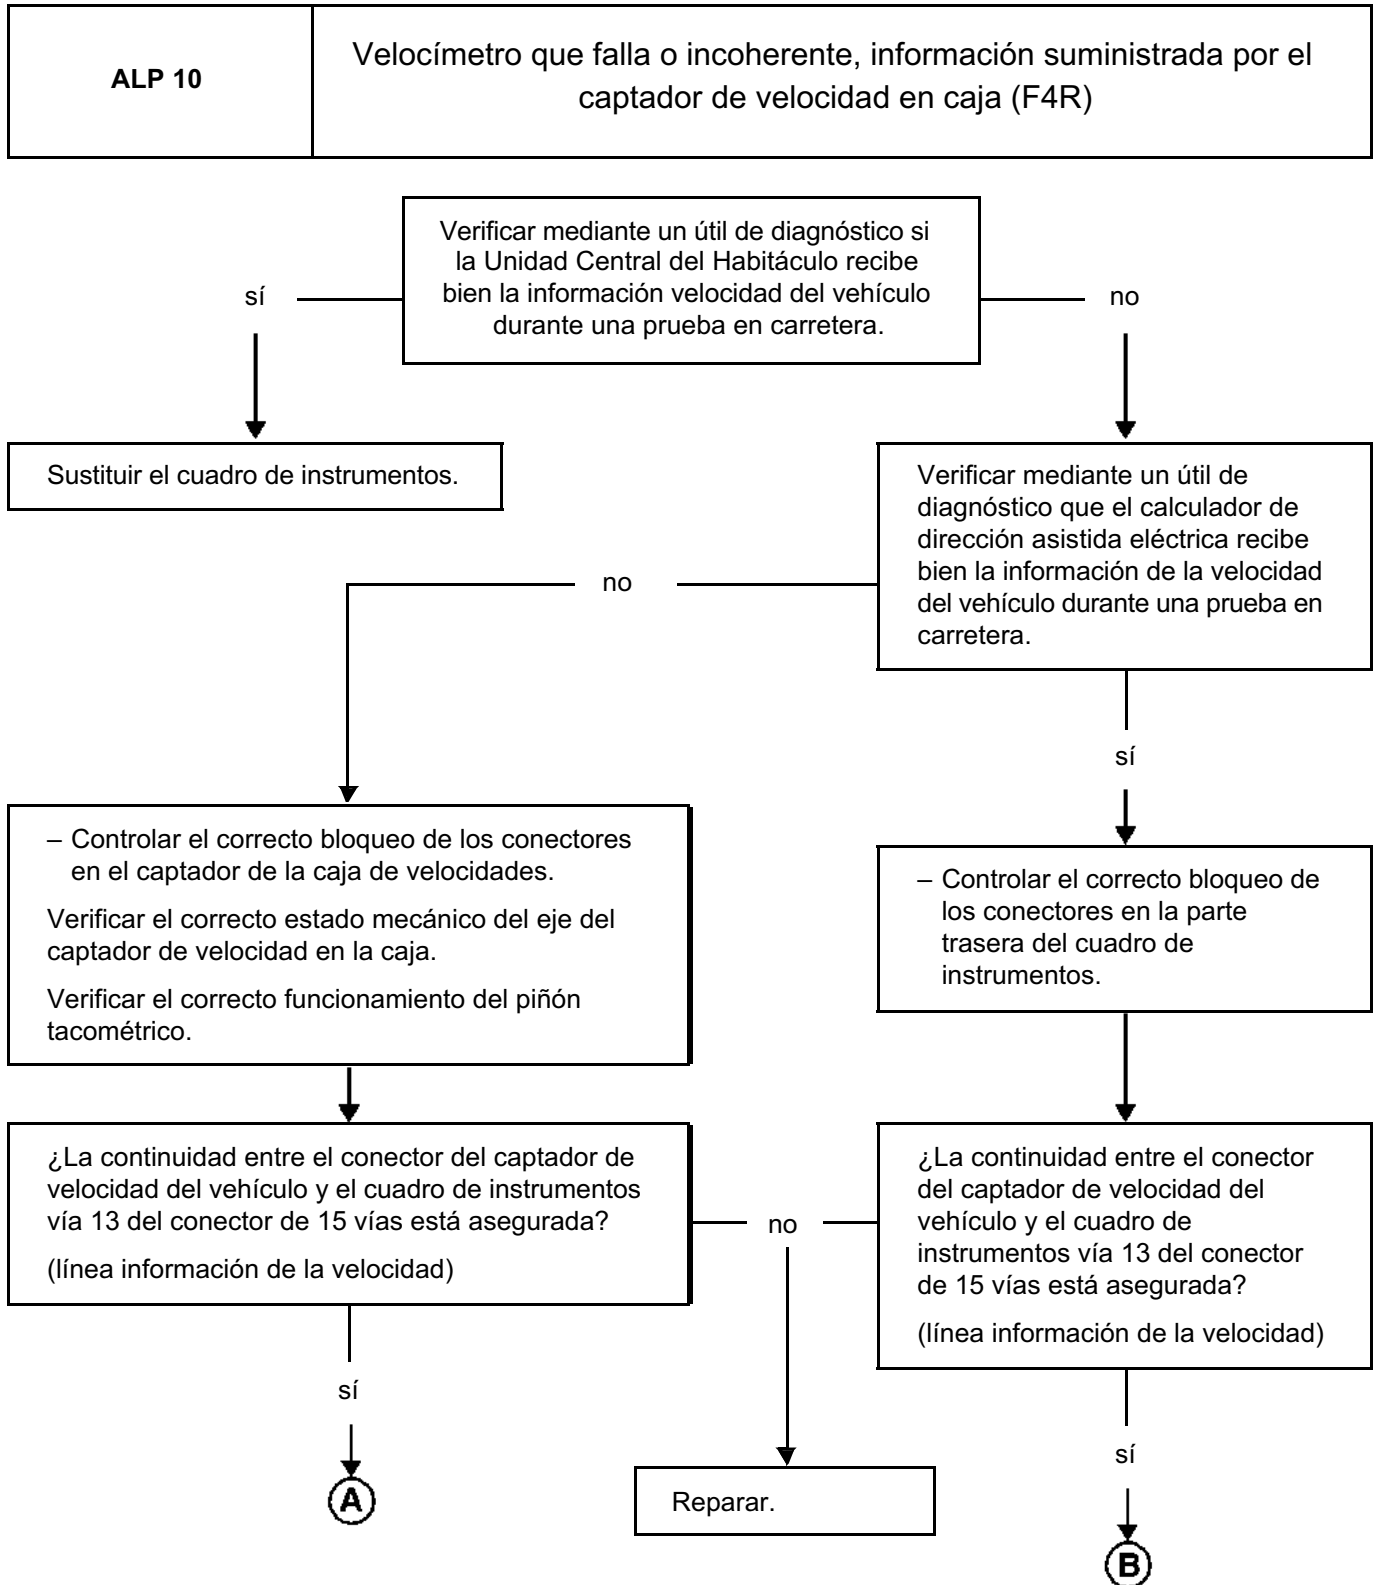 ALP 10
Velocímetro que falla o incoherente, información suministrada por el
captador de velocidad en caja (F4R)
Verificar mediante un útil de diagnóstico si
la Unidad Central del Habitáculo recibe
bien la información velocidad del vehículo
durante una prueba en carretera.
sí
no
Sustituir el cuadro de instrumentos.
Verificar mediante un útil de
diagnóstico que el calculador de
dirección asistida eléctrica recibe
bien la información de la velocidad
del vehículo durante una prueba en
carretera.
no
sí
– Controlar el correcto bloqueo de los conectores
en el captador de la caja de velocidades.
Verificar el correcto estado mecánico del eje del
captador de velocidad en la caja.
Verificar el correcto funcionamiento del piñón
tacométrico.
– Controlar el correcto bloqueo de
los conectores en la parte
trasera del cuadro de
instrumentos.
¿La continuidad entre el conector del captador de
velocidad del vehículo y el cuadro de instrumentos
vía 13 del conector de 15 vías está asegurada?
(línea información de la velocidad)
no
¿La continuidad entre el conector
del captador de velocidad del
vehículo y el cuadro de
instrumentos vía 13 del conector
de 15 vías está asegurada?
(línea información de la velocidad)
sí
A
Reparar.
sí
B